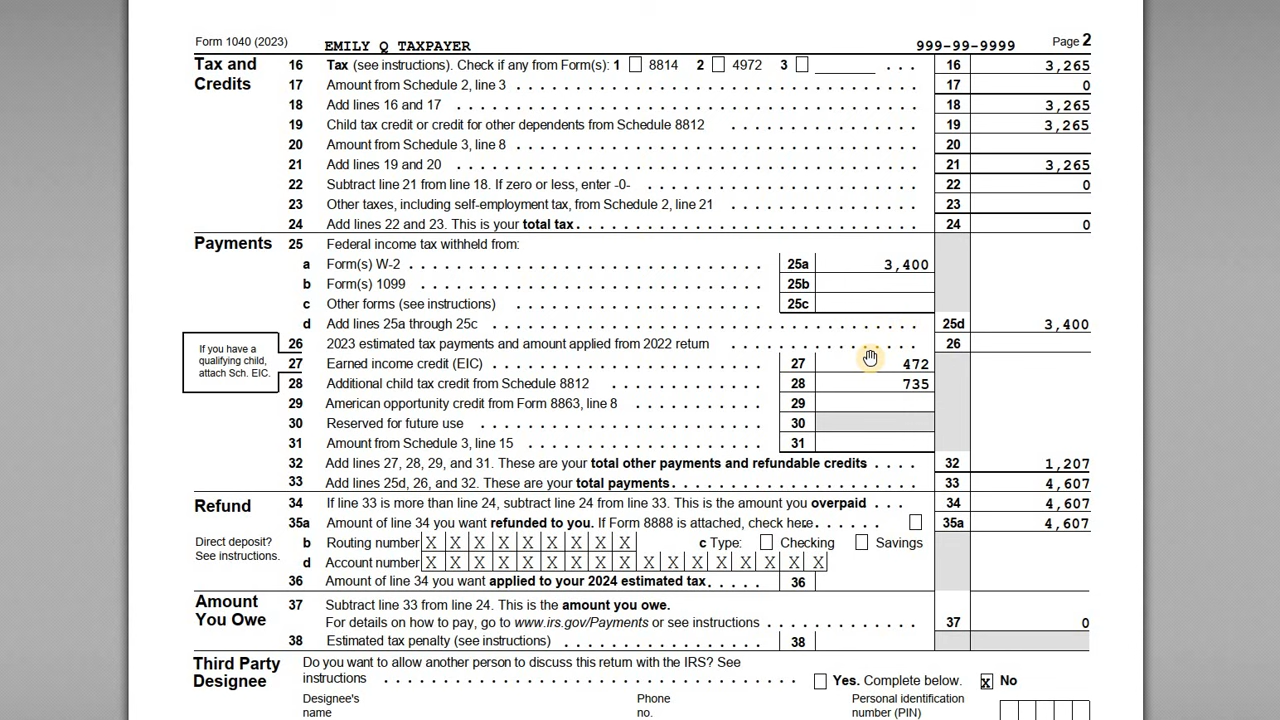 Form 1040 (2023) EMILY Q TAXPAYER 999-99-9999 Page 2
Tax and Credits
16 Tax (see instructions). Check if any from Form(s): 1 8814 2 4972 3 . . . 16 3,265
17 Amount from Schedule 2, line 3 17 0
18 Add lines 16 and 17 18 3,265
19 Child tax credit or credit for other dependents from Schedule 8812 19 3,265
20 Amount from Schedule 3, line 8 20
21 Add lines 19 and 20 21 3,265
22 Subtract line 21 from line 18. If zero or less, enter -0- 22 0
23 Other taxes, including self-employment tax, from Schedule 2, line 21 23
24 Add lines 22 and 23. This is your total tax 24 0
Payments 25 Federal income tax withheld from:
a Form(s) W-2 25a 3,400
b Form(s) 1099 25b
c Other forms (see instructions) 25c
d Add lines 25a through 25c 25d 3,400
If you have a
qualifying child,
attach Sch. EIC.
26 2023 estimated tax payments and amount applied from 2022 return 26
27 Earned income credit (EIC) 27 472
28 Additional child tax credit from Schedule 8812 28 735
29 American opportunity credit from Form 8863, line 8 29
30 Reserved for future use 30
31 Amount from Schedule 3, line 15 31
32 Add lines 27, 28, 29, and 31. These are your total other payments and refundable credits 32 1,207
33 Add lines 25d, 26, and 32. These are your total payments 33 4,607
Refund 34 If line 33 is more than line 24, subtract line 24 from line 33. This is the amount you overpaid 34 4,607
35a Amount of line 34 you want refunded to you. If Form 8888 is attached, check here 35a 4,607
Direct deposit?
See instructions.
b Routing number X X X X X X X X X c Type: Checking Savings
d Account number X X X X X X X X X X X X X X X X X
36 Amount of line 34 you want applied to your 2024 estimated tax 36
Amount
You Owe
37 Subtract line 33 from line 24. This is the amount you owe.
For details on how to pay, go to www.irs.gov/Payments or see instructions 37 0
38 Estimated tax penalty (see instructions) 38
Third Party
Designee
Do you want to allow another person to discuss this return with the IRS? See
instructions Yes. Complete below. X No
Designee's
name
Phone
no.
Personal identification
number (PIN)